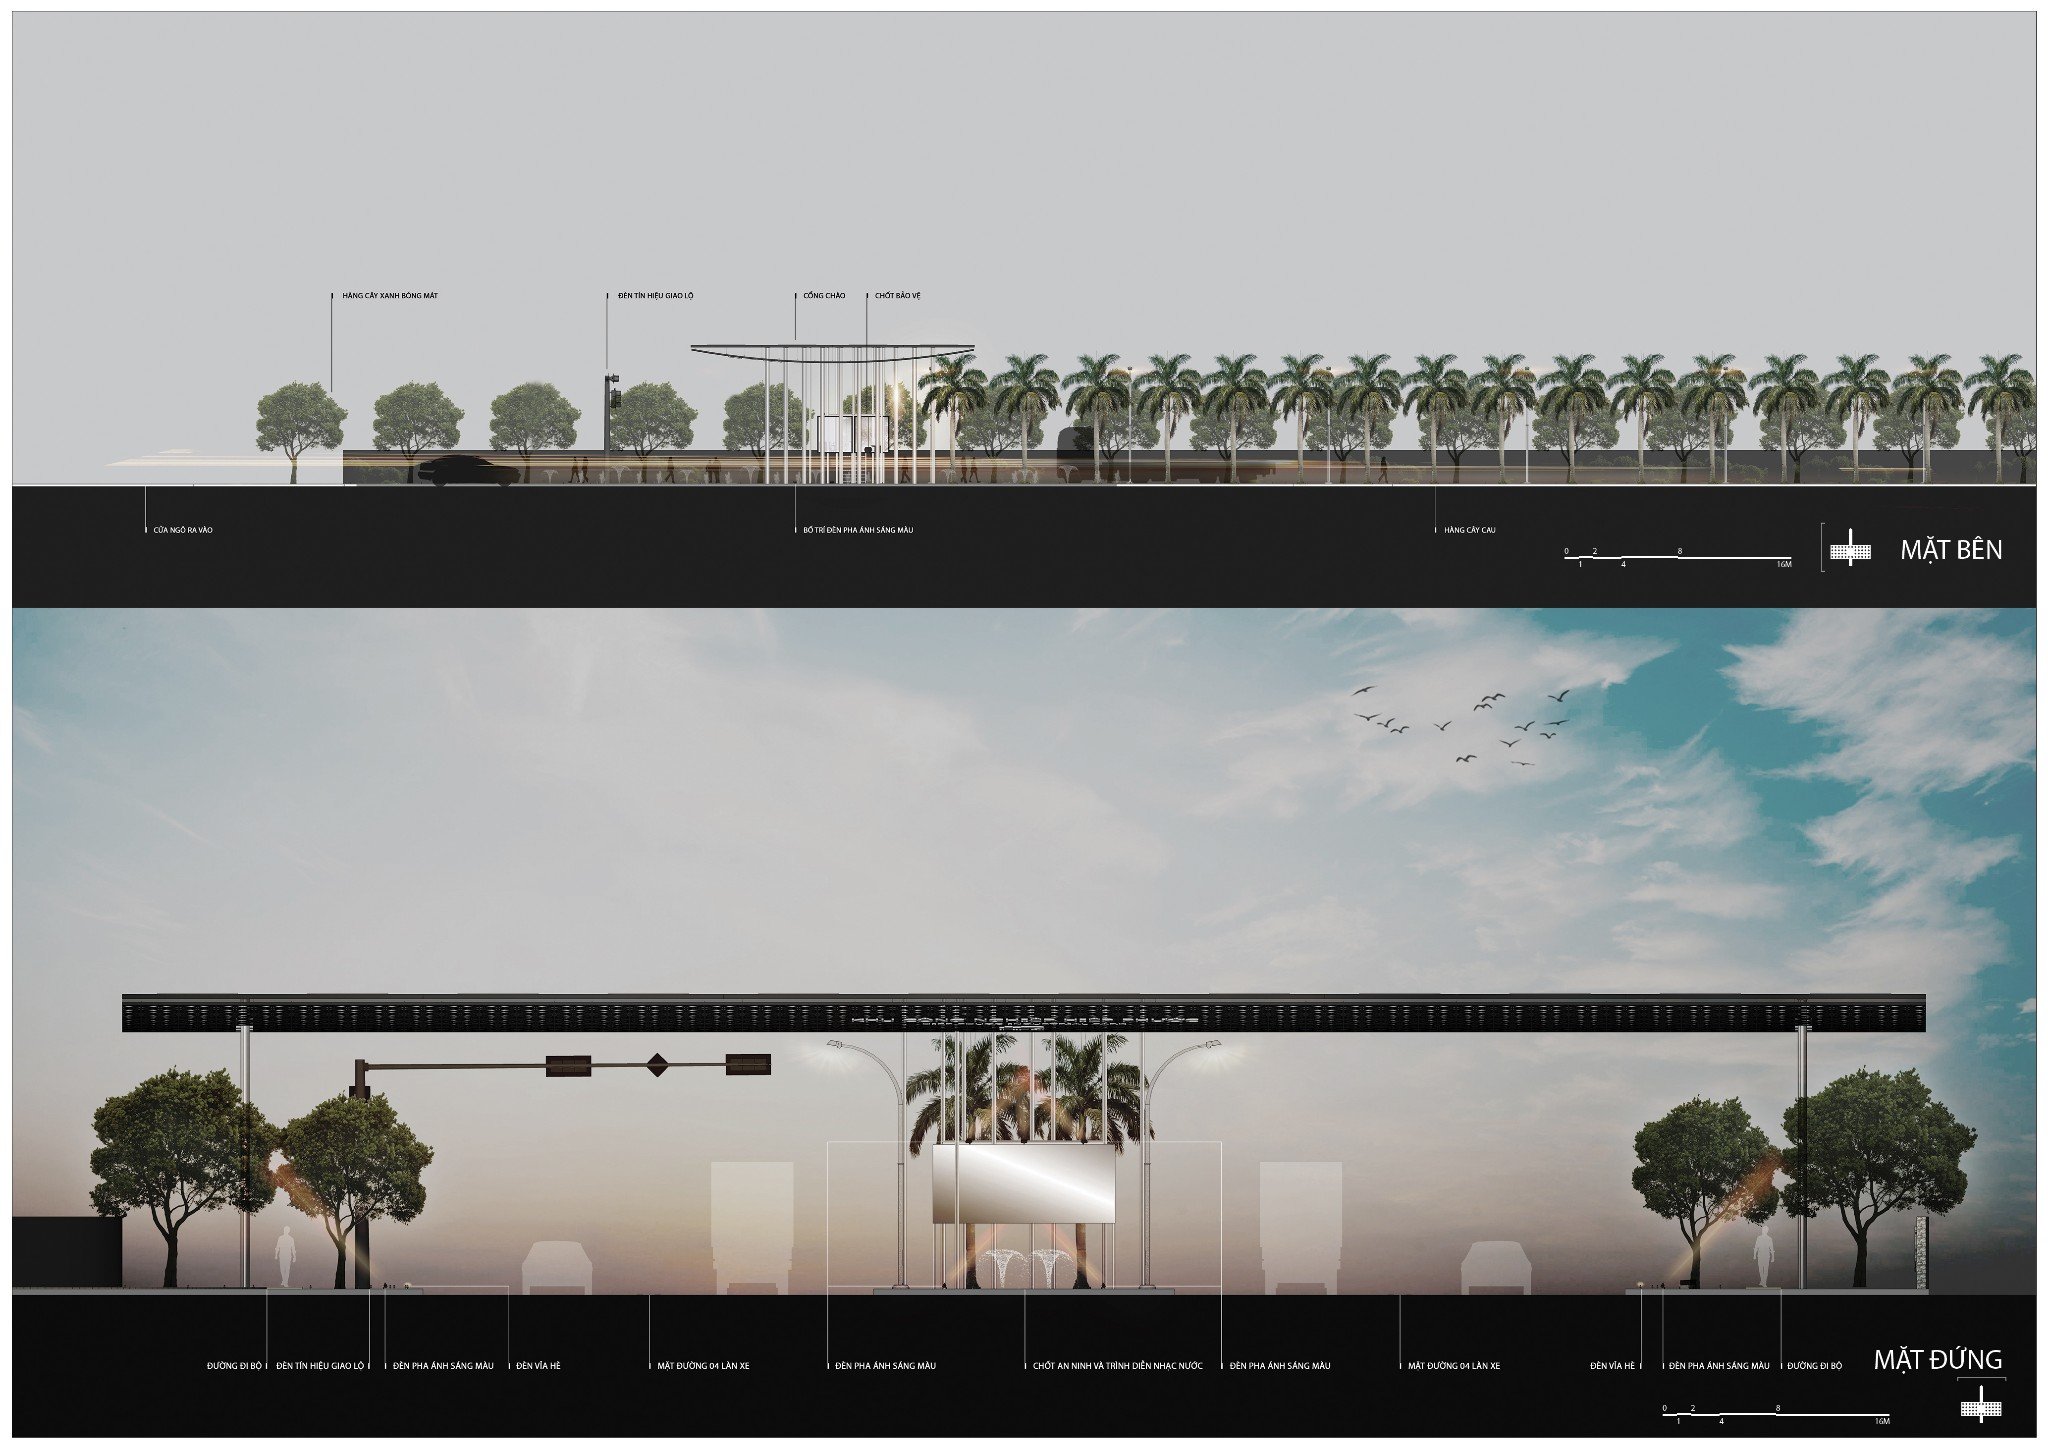 HÀNG CÂY XANH BÓNG MÁT
ĐÈN TÍN HIỆU GIAO LỘ
CỔNG CHÀO
CHỐT BẢO VỆ
CỬA NGÕ RA VÀO
BỐ TRÍ ĐÈN PHA ÁNH SÁNG MÀU
HÀNG CÂY CAU
0 2 8
1 4 16M
MẶT BÊN
ĐƯỜNG ĐI BỘ
ĐÈN TÍN HIỆU GIAO LỘ
ĐÈN PHA ÁNH SÁNG MÀU
ĐÈN VỈA HÈ
MẶT ĐƯỜNG 04 LÀN XE
ĐÈN PHA ÁNH SÁNG MÀU
CHỐT AN NINH VÀ TRÌNH DIỄN NHẠC NƯỚC
ĐÈN PHA ÁNH SÁNG MÀU
MẶT ĐƯỜNG 04 LÀN XE
ĐÈN VỈA HÈ
ĐÈN PHA ÁNH SÁNG MÀU
ĐƯỜNG ĐI BỘ
MẶT ĐỨNG
0 2 8
1 4 16M